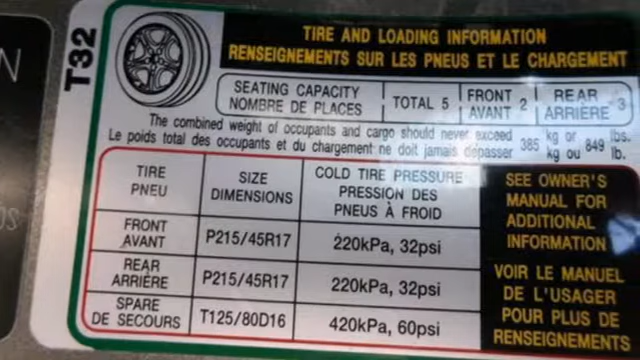 T32
TIRE AND LOADING INFORMATION
RENSEIGNEMENTS SUR LES PNEUS ET LE CHARGEMENT
SEATING CAPACITY
NOMBRE DE PLACES
TOTAL 5
FRONT
AVANT
2
REAR
ARRIÈRE
3
The combined weight of occupants and cargo should never exceed
Le poids total des occupants et du chargement ne doit jamais dépasser
385
kg or
kg ou
849
lbs.
lb.
TIRE
PNEU
SIZE
DIMENSIONS
COLD TIRE PRESSURE
PRESSION DES
PNEUS À FROID
FRONT
AVANT
P215/45R17
220kPa, 32psi
REAR
ARRIÈRE
P215/45R17
220kPa, 32psi
SPARE
DE SECOURS
T125/80D16
420kPa, 60psi
SEE OWNER'S
MANUAL FOR
ADDITIONAL
INFORMATION
VOIR LE MANUEL
DE L'USAGER
POUR PLUS DE
RENSEIGNEMENTS